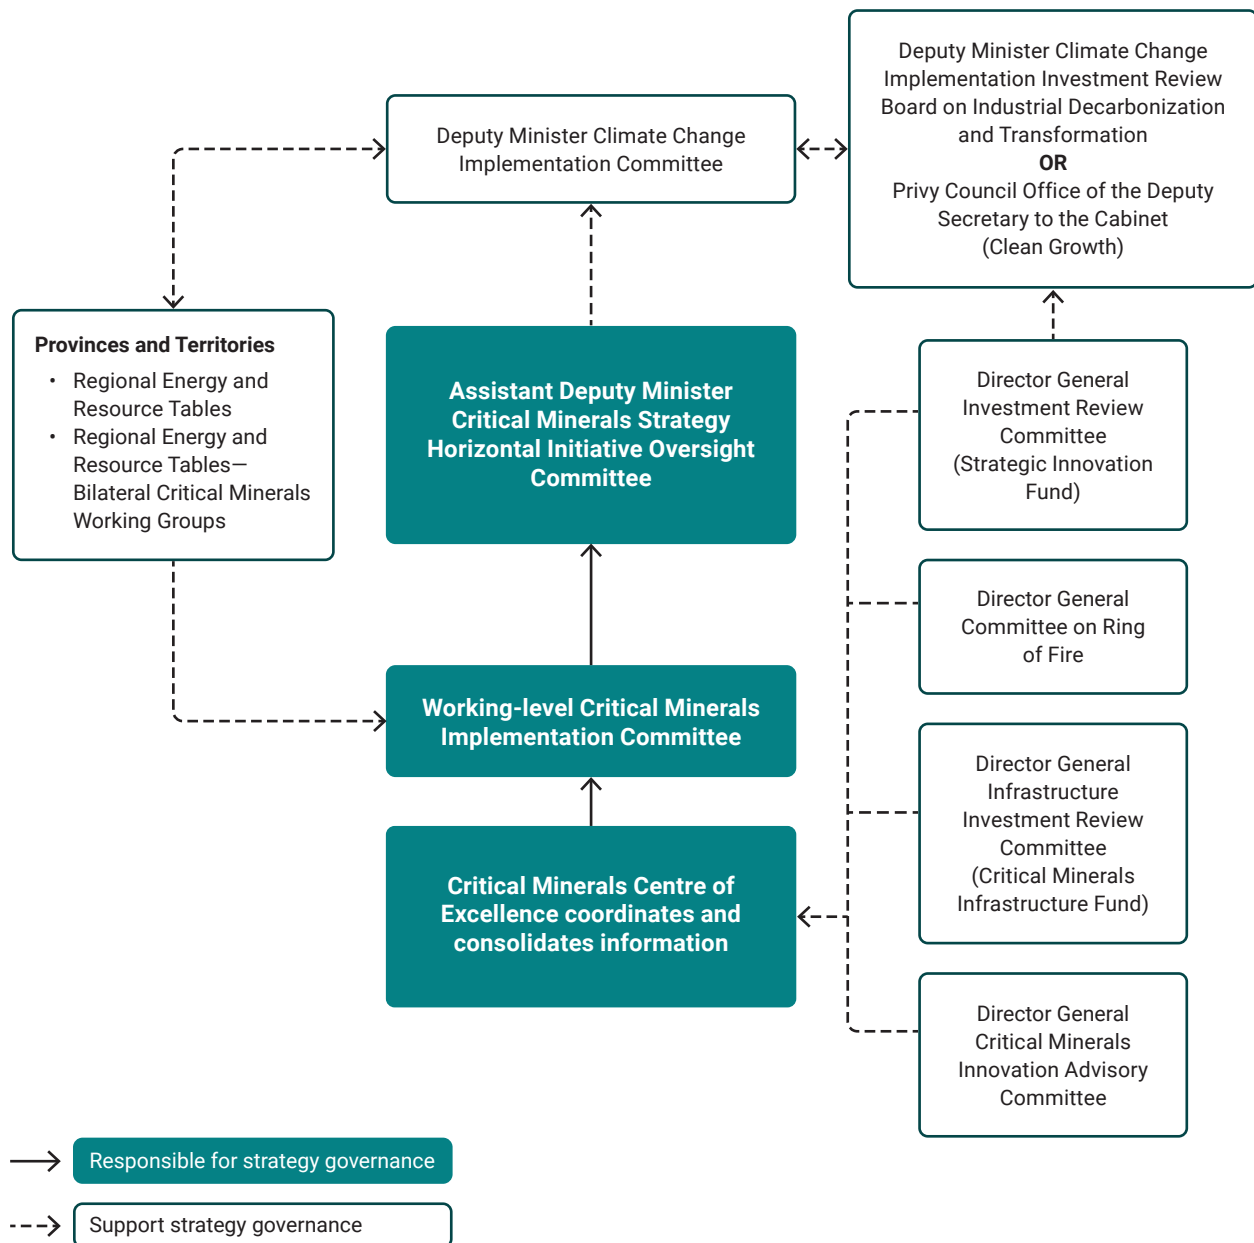 Deputy Minister Climate Change
Implementation Investment Review
Board on Industrial Decarbonization
and Transformation
OR
Privy Council Office of the Deputy
Secretary to the Cabinet
(Clean Growth)
Deputy Minister Climate Change
Implementation Committee
Provinces and Territories
• Regional Energy and
Resource Tables
• Regional Energy and
Resource Tables—
Bilateral Critical Minerals
Working Groups
Assistant Deputy Minister
Critical Minerals Strategy
Horizontal Initiative Oversight
Committee
Director General
Investment Review
Committee
(Strategic Innovation
Fund)
Director General
Committee on Ring
of Fire
Working-level Critical Minerals
Implementation Committee
Director General
Infrastructure
Investment Review
Committee
(Critical Minerals
Infrastructure Fund)
Critical Minerals Centre of
Excellence coordinates and
consolidates information
Director General
Critical Minerals
Innovation Advisory
Committee
Responsible for strategy governance
Support strategy governance